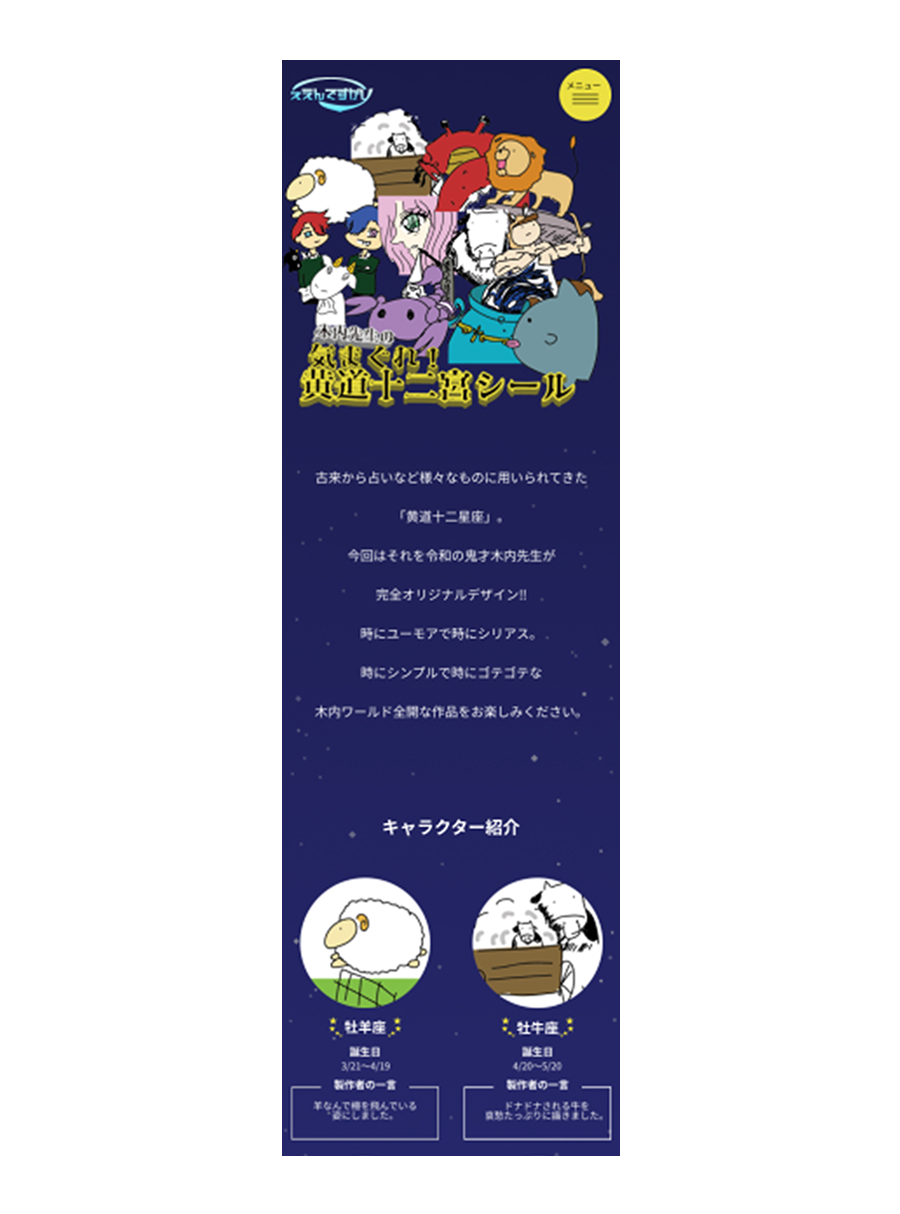 ええんですかい
メニュー
木内先生の
気まぐれ!
黄道十二宮シール
古来から占いなど様々なものに用いられてきた
「黄道十二星座」。
今回はそれを令和の鬼才木内先生が
完全オリジナルデザイン!!
時にユーモアで時にシリアス。
時にシンプルで時にゴテゴテな
木内ワールド全開な作品をお楽しみください。
キャラクター紹介
牡羊座
誕生日
3/21〜4/19
製作者の一言
羊なんで柵を飛んでいる
姿にしました。
牡牛座
誕生日
4/20〜5/20
製作者の一言
ドナドナされる牛を
哀愁たっぷりに描きました。